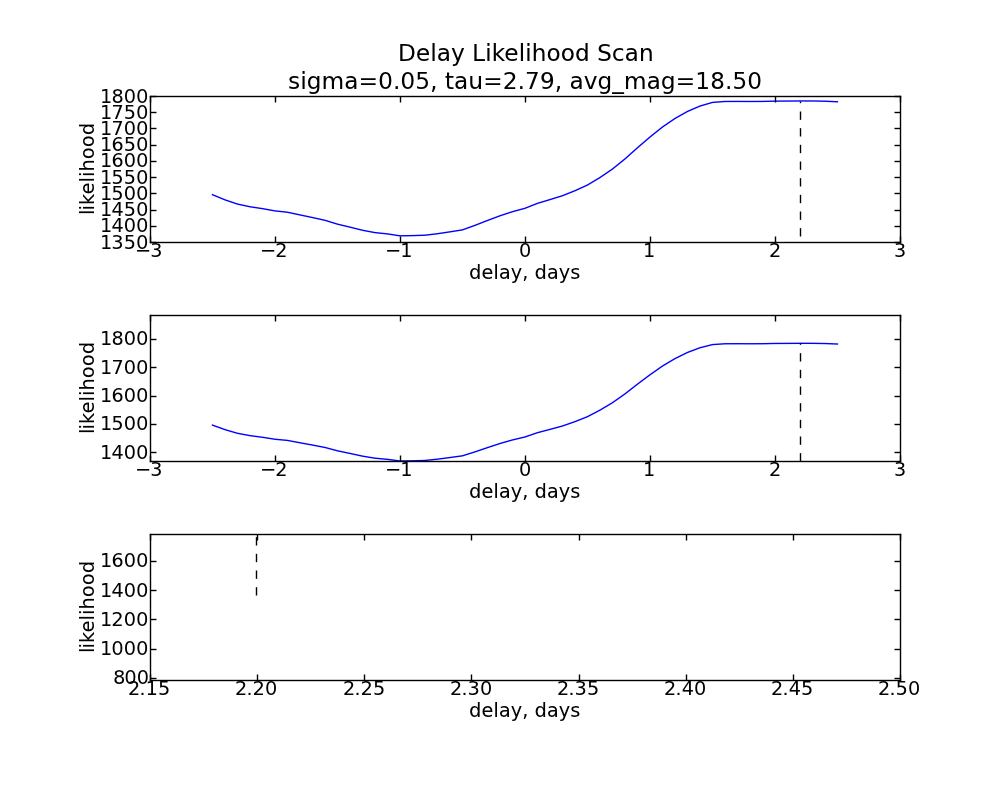 Delay Likelihood Scan
sigma=0.05, tau=2.79, avg_mag=18.50
1800
1750
1700
1650
1600
1550
1500
1450
1400
1350
likelihood
−3 −2 −1 0 1 2 3
delay, days
1800
1700
1600
1500
1400
likelihood
−3 −2 −1 0 1 2 3
delay, days
1600
1400
1200
1000
800
likelihood
2.15 2.20 2.25 2.30 2.35 2.40 2.45 2.50
delay, days